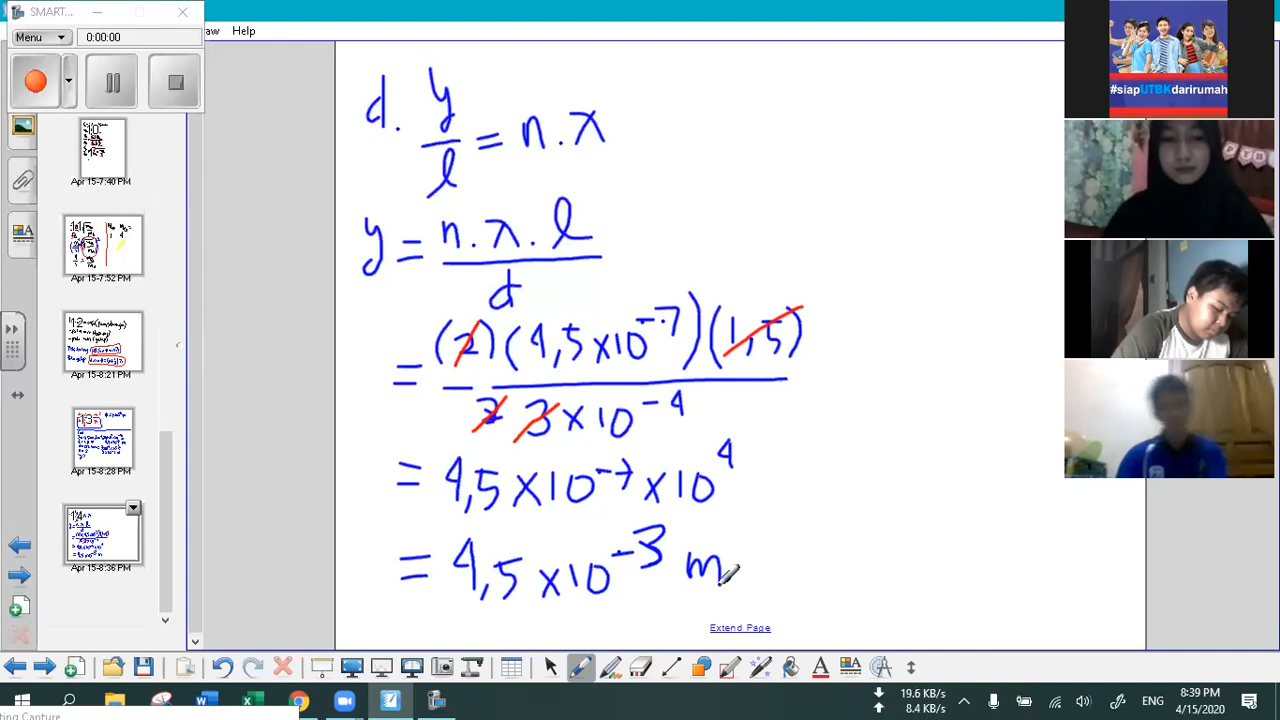 SMART...
Menu
0:00:00
aw
Help
Apr 15-7:40 PM
Apr 15-7:52 PM
Apr 15-8:21 PM
Apr 15-8:28 PM
Apr 15-8:36 PM
d. y/l = n.λ
y = n.λ.l / d
= (2)(4,5x10^-7)(1,5) / 2 3x10^-4
= 4,5x10^-7 x10^4
= 4,5x10^-3 m
Extend Page
#siapUTBKdarirumah
19.6 KB/s
8.4 KB/s
ENG
8:39 PM
4/15/2020
ting Capture